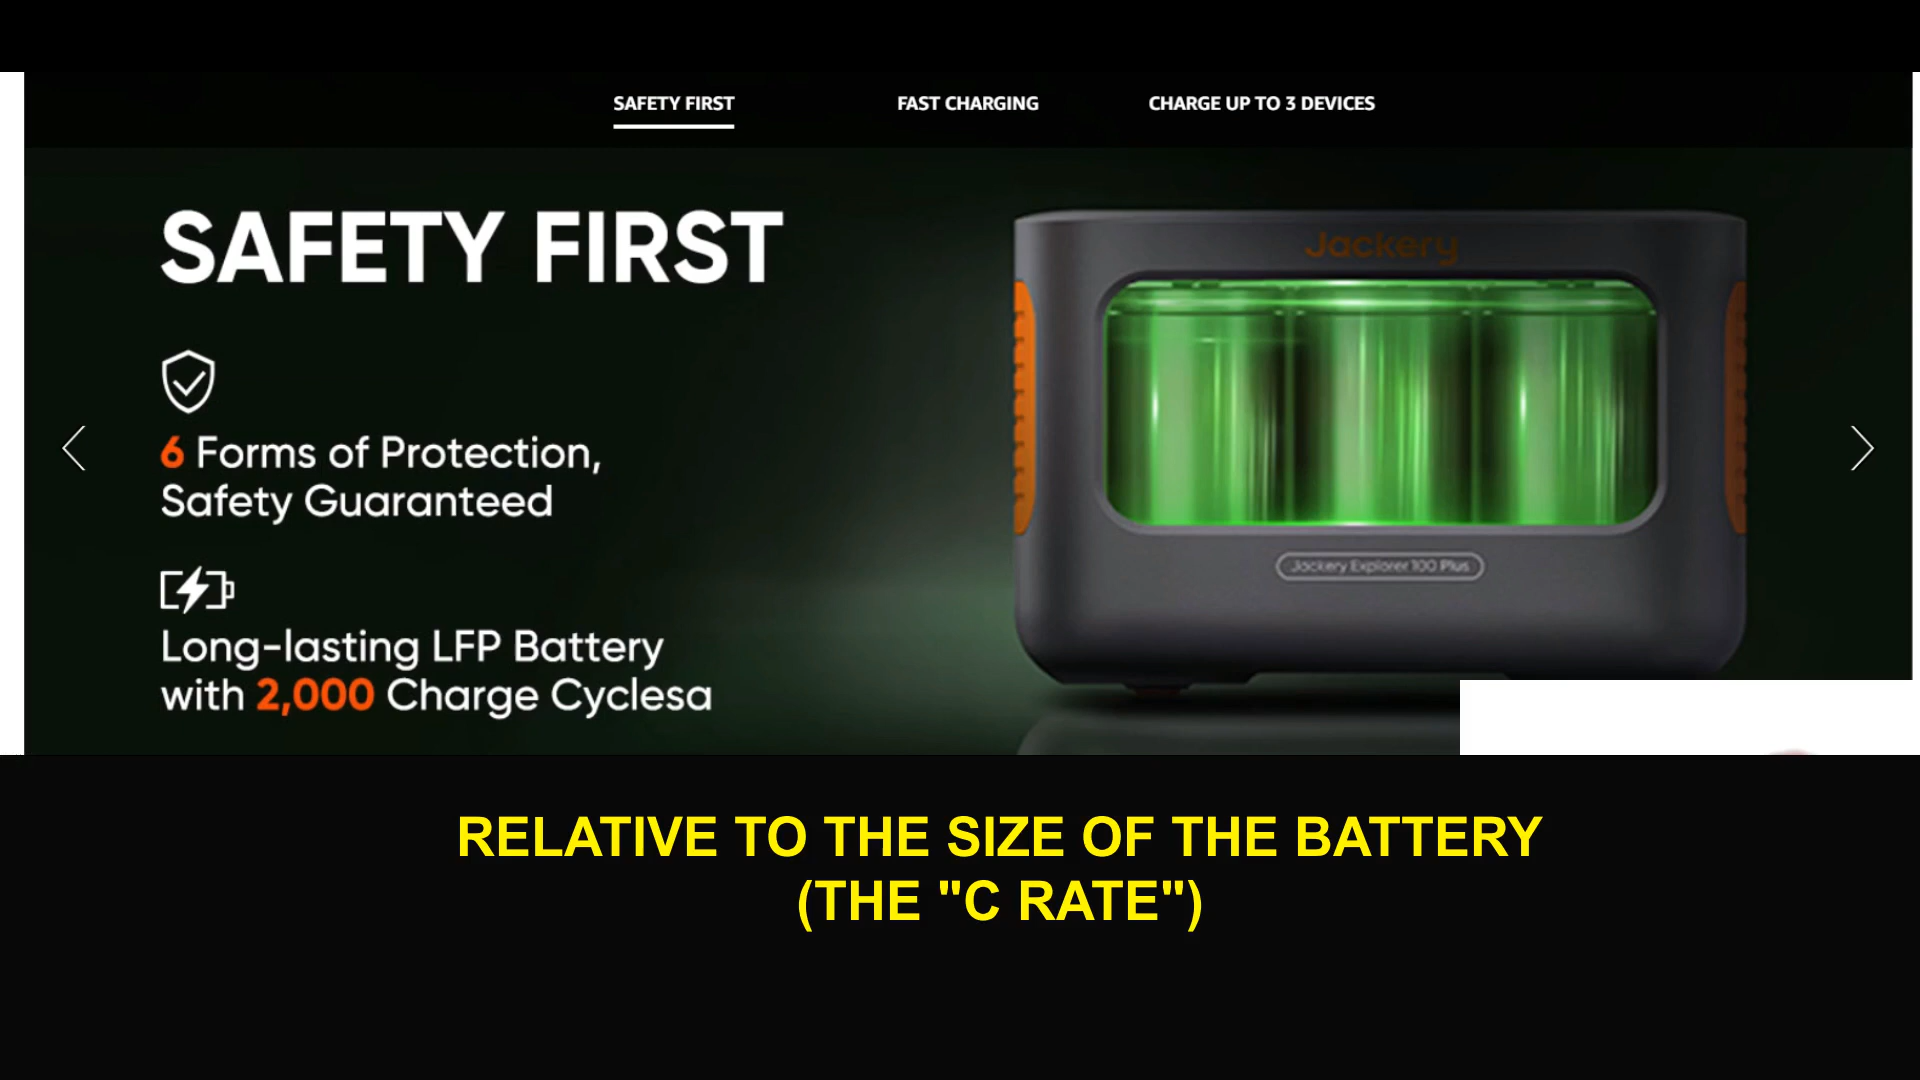 SAFETY FIRST FAST CHARGING CHARGE UP TO 3 DEVICES
SAFETY FIRST
6 Forms of Protection,
Safety Guaranteed
Long-lasting LFP Battery
with 2,000 Charge Cyclesa
Jackery
Jackery Explorer 100 Plus
RELATIVE TO THE SIZE OF THE BATTERY
(THE "C RATE")